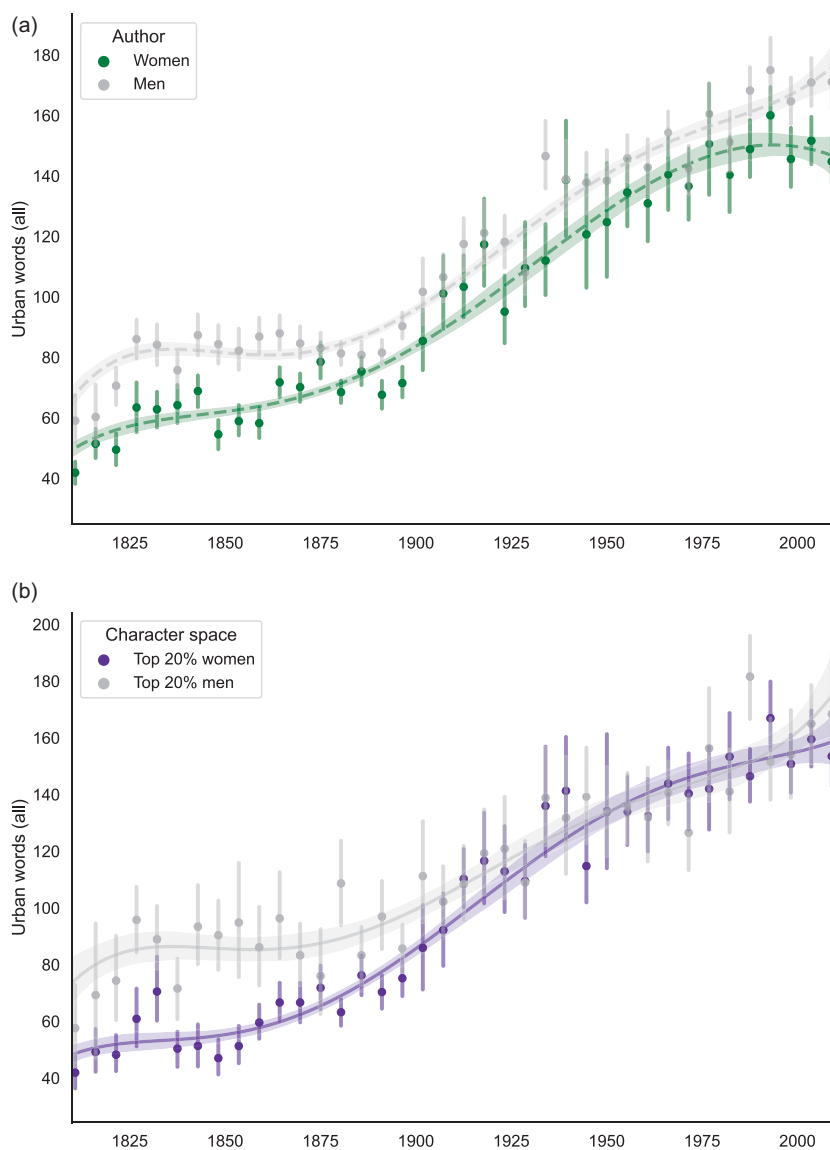 (a)
Author
Women
Men
Urban words (all)
180
160
140
120
100
80
60
40
1825 1850 1875 1900 1925 1950 1975 2000
(b)
Character space
Top 20% women
Top 20% men
Urban words (all)
200
180
160
140
120
100
80
60
40
1825 1850 1875 1900 1925 1950 1975 2000